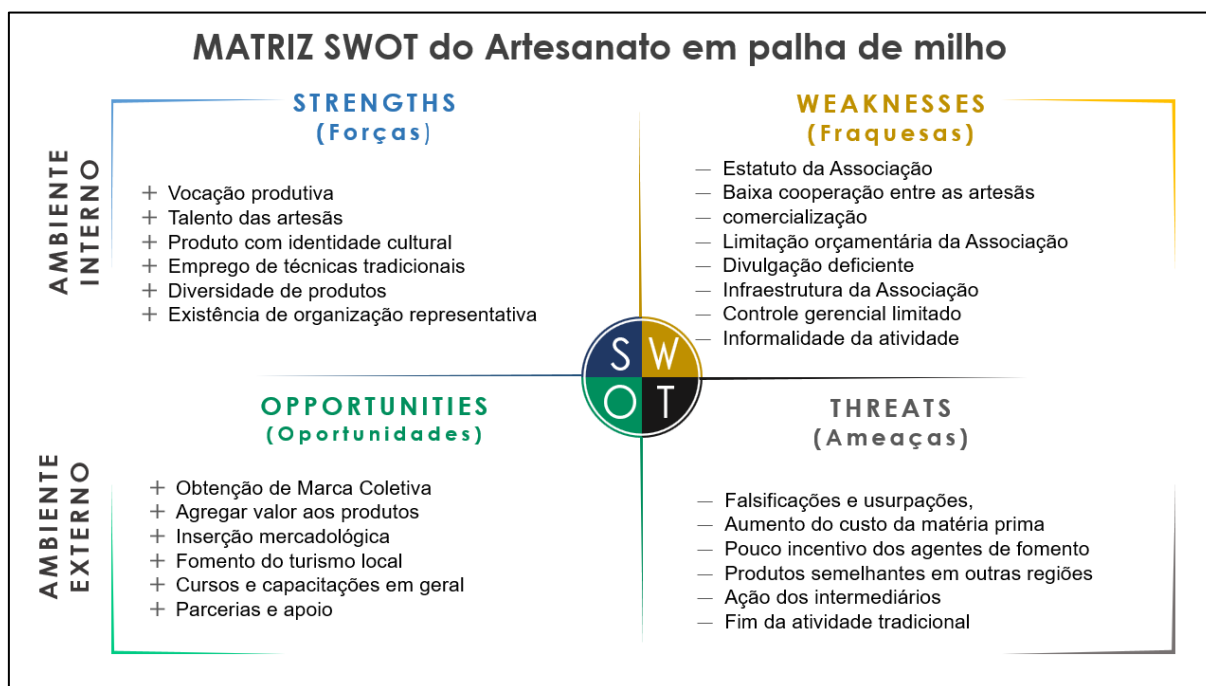 MATRIZ SWOT do Artesanato em palha de milho
AMBIENTE
INTERNO
STRENGTHS
(Forças)
+ Vocação produtiva
+ Talento das artesãs
+ Produto com identidade cultural
+ Emprego de técnicas tradicionais
+ Diversidade de produtos
+ Existência de organização representativa
WEAKNESSES
(Fraquesas)
— Estatuto da Associação
— Baixa cooperação entre as artesãs
— comercialização
— Limitação orçamentária da Associação
— Divulgação deficiente
— Infraestrutura da Associação
— Controle gerencial limitado
— Informalidade da atividade
S W
O T
AMBIENTE
EXTERNO
OPPORTUNITIES
(Oportunidades)
+ Obtenção de Marca Coletiva
+ Agregar valor aos produtos
+ Inserção mercadológica
+ Fomento do turismo local
+ Cursos e capacitações em geral
+ Parcerias e apoio
THREATS
(Ameaças)
— Falsificações e usurpações,
— Aumento do custo da matéria prima
— Pouco incentivo dos agentes de fomento
— Produtos semelhantes em outras regiões
— Ação dos intermediários
— Fim da atividade tradicional